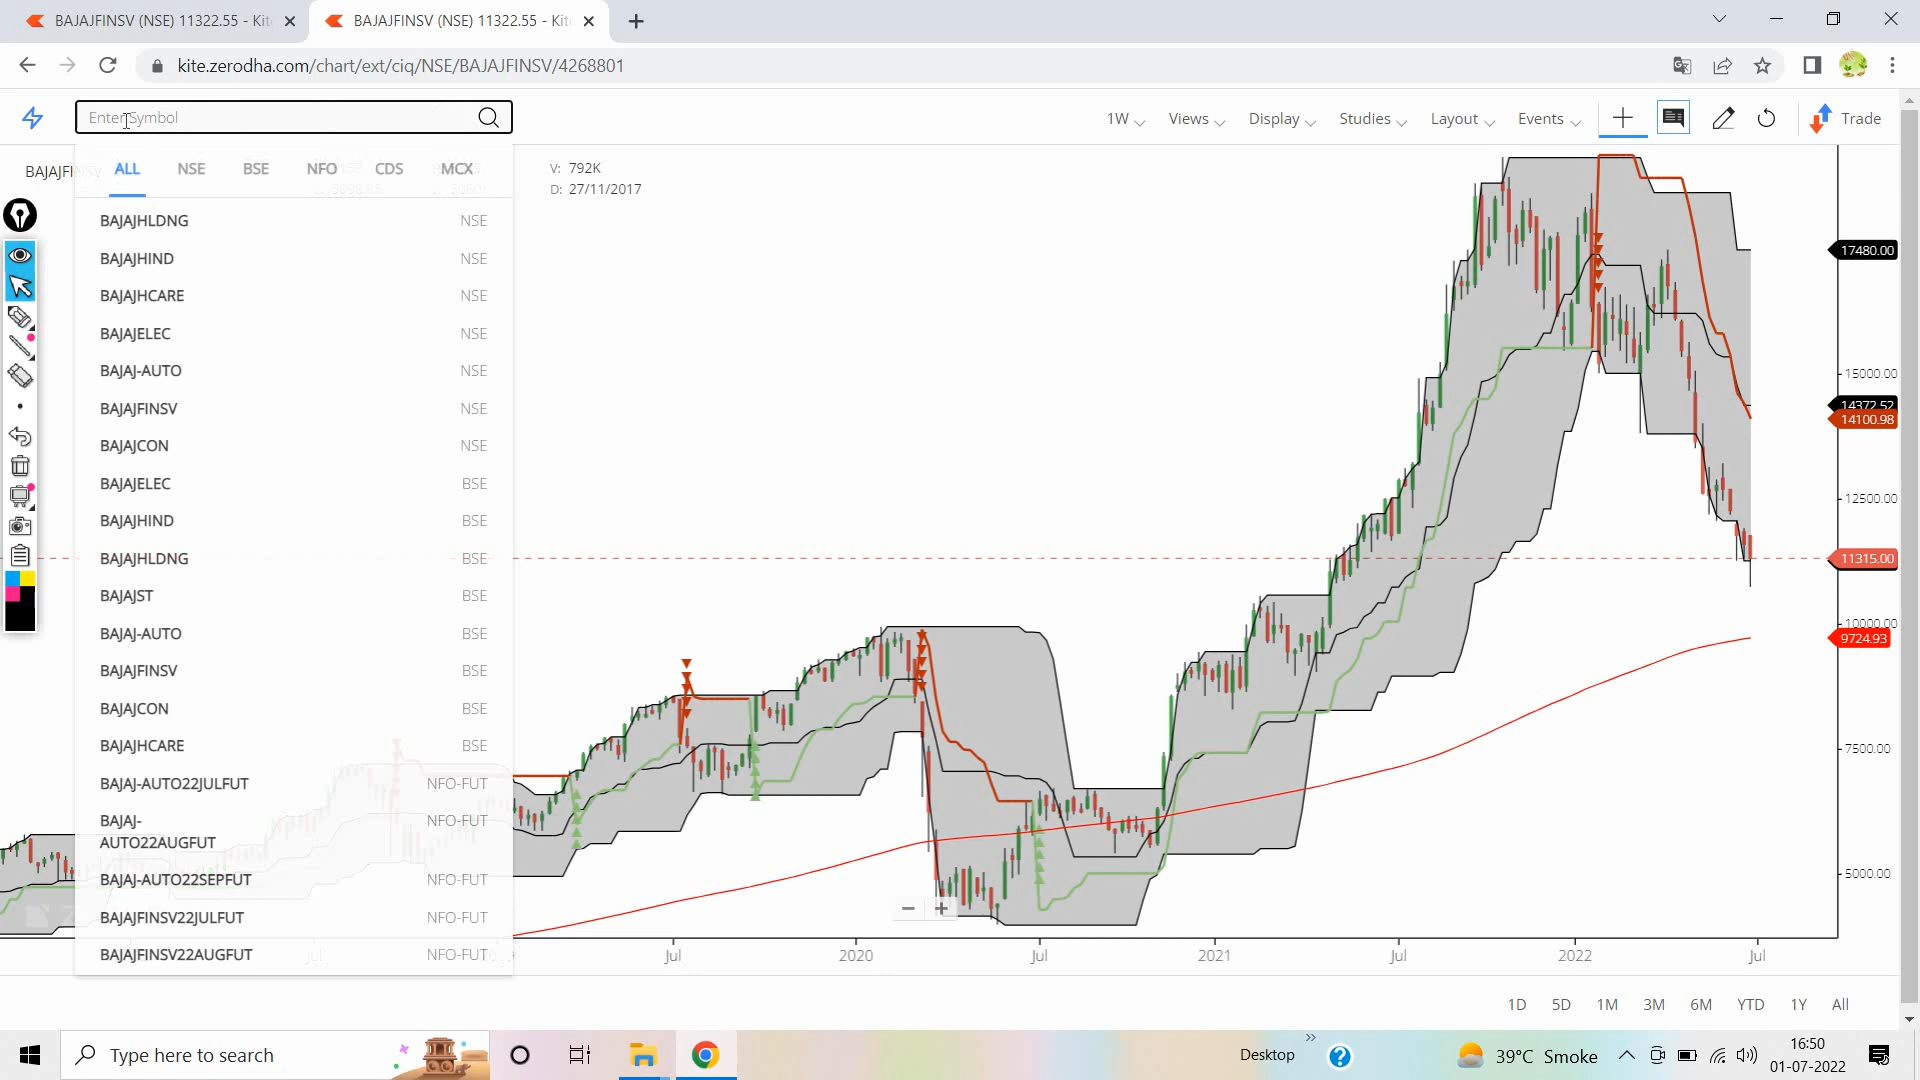 BAJAJFINSV (NSE) 11322.55 - Kit
BAJAJFINSV (NSE) 11322.55 - Kit
kite.zerodha.com/chart/ext/ciq/NSE/BAJAJFINSV/4268801
Enter Symbol
1W
Views
Display
Studies
Layout
Events
Trade
BAJAJFI
ALL
NSE
BSE
NFO
CDS
MCX
V: 792K
D: 27/11/2017
BAJAJHLDNG NSE
BAJAJHIND NSE
BAJAJHCARE NSE
BAJAJELEC NSE
BAJAJ-AUTO NSE
BAJAJFINSV NSE
BAJAJCON NSE
BAJAJELEC BSE
BAJAJHIND BSE
BAJAJHLDNG BSE
BAJAJST BSE
BAJAJ-AUTO BSE
BAJAJFINSV BSE
BAJAJCON BSE
BAJAJHCARE BSE
BAJAJ-AUTO22JULFUT NFO-FUT
BAJAJ- NFO-FUT
AUTO22AUGFUT
BAJAJ-AUTO22SEPFUT NFO-FUT
BAJAJFINSV22JULFUT NFO-FUT
BAJAJFINSV22AUGFUT NFO-FUT
17480.00
15000.00
14372.52
14100.98
12500.00
11315.00
10000.00
9724.93
7500.00
5000.00
Jul
Jul
2020
Jul
2021
Jul
2022
Jul
1D 5D 1M 3M 6M YTD 1Y All
Type here to search
Desktop
39°C Smoke
16:50
01-07-2022